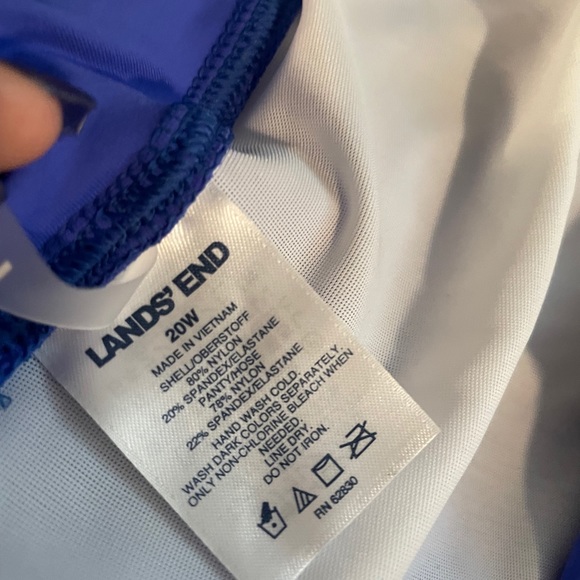 LANDS' END
20W
MADE IN VIETNAM
SHELL/OBERSTOFF
80% NYLON
20% SPANDEX/ELASTANE
PANTY/HOSE
78% NYLON
22% SPANDEX/ELASTANE
HAND WASH COLD.
WASH DARK COLORS SEPARATELY.
ONLY NON-CHLORINE BLEACH WHEN
NEEDED.
LINE DRY.
DO NOT IRON.
RN 62830